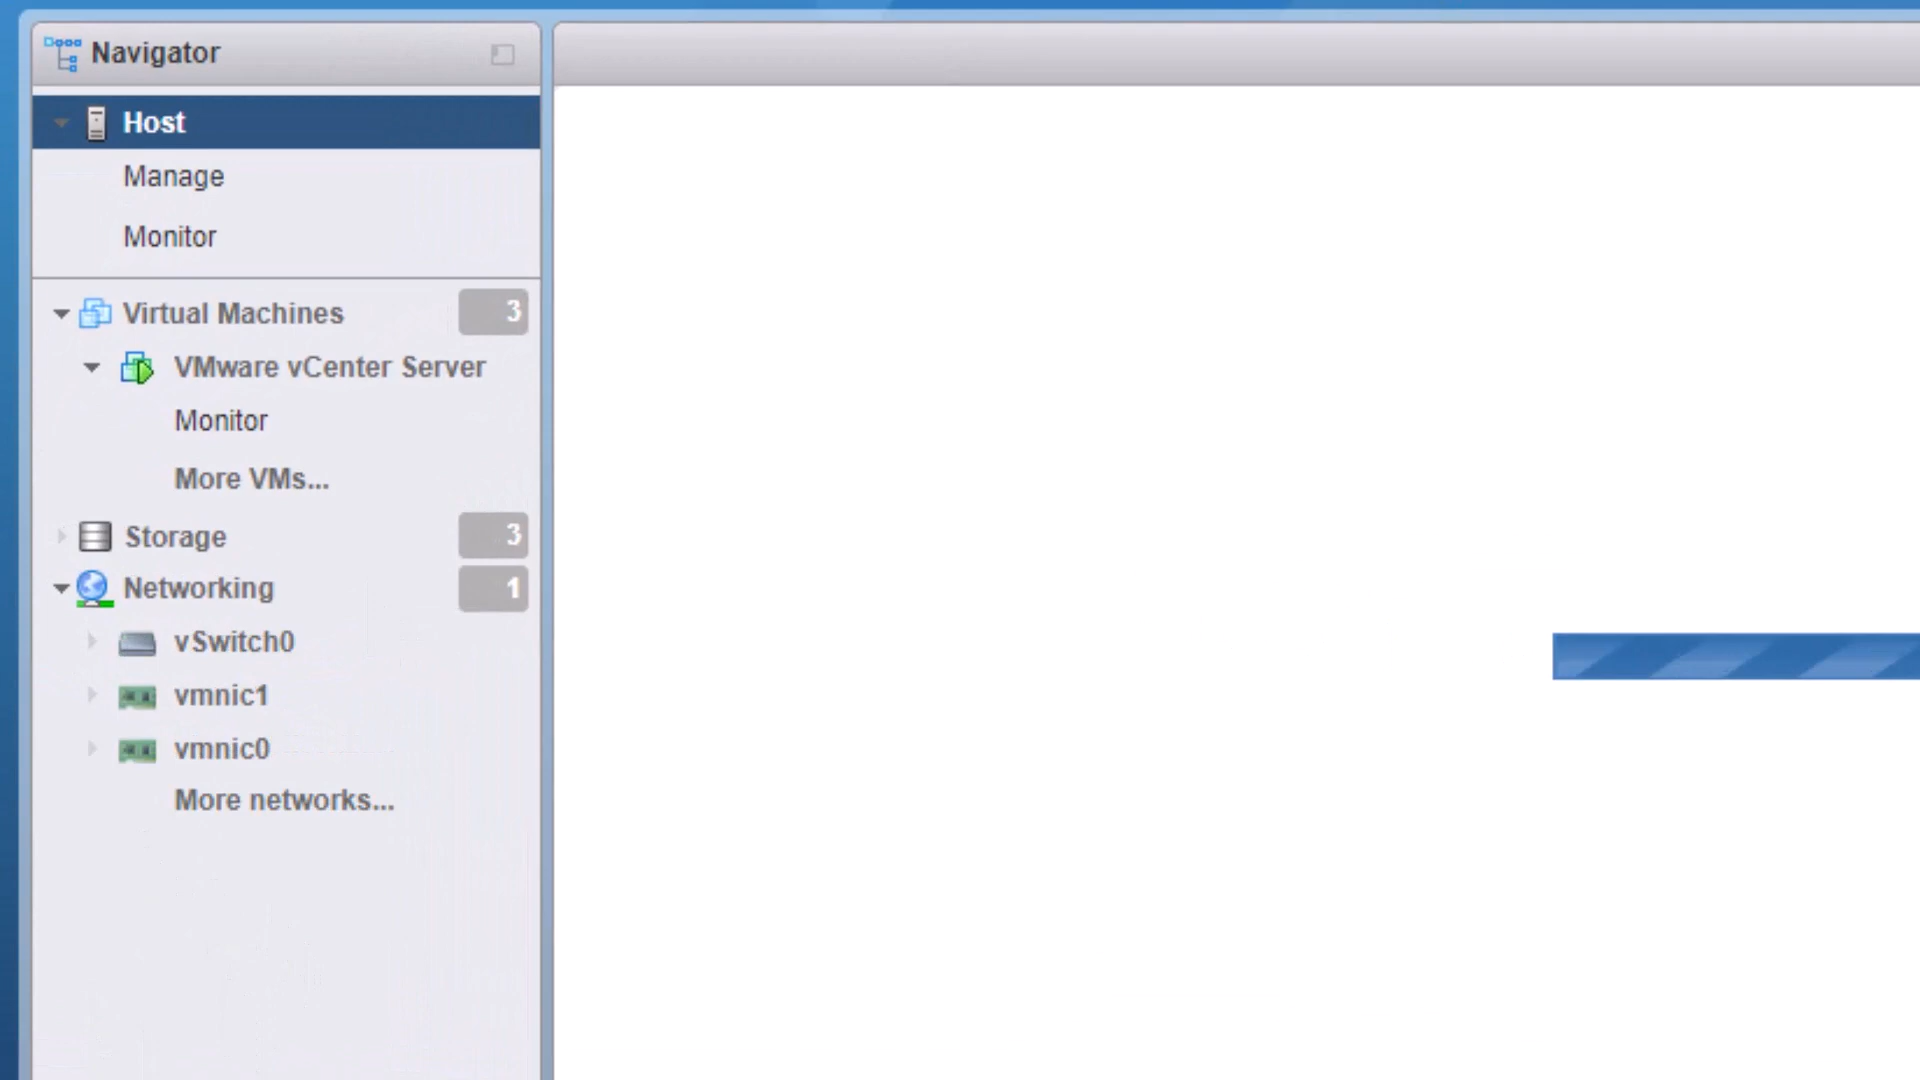 Navigator
Host
Manage
Monitor
Virtual Machines 3
VMware vCenter Server
Monitor
More VMs...
Storage 3
Networking 1
vSwitch0
vmnic1
vmnic0
More networks...